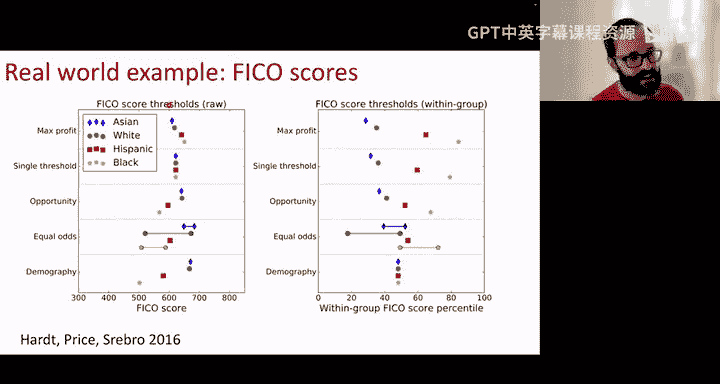 GPT中英字幕课程资源
Real world example: FICO scores
FICO score thresholds (raw)
Asian
White
Hispanic
Black
Max profit
Single threshold
Opportunity
Equal odds
Demography
300 400 500 600 700 800
FICO score
FICO score thresholds (within-group)
Max profit
Single threshold
Opportunity
Equal odds
Demography
0 20 40 60 80 100
Within-group FICO score percentile
Hardt, Price, Srebro 2016